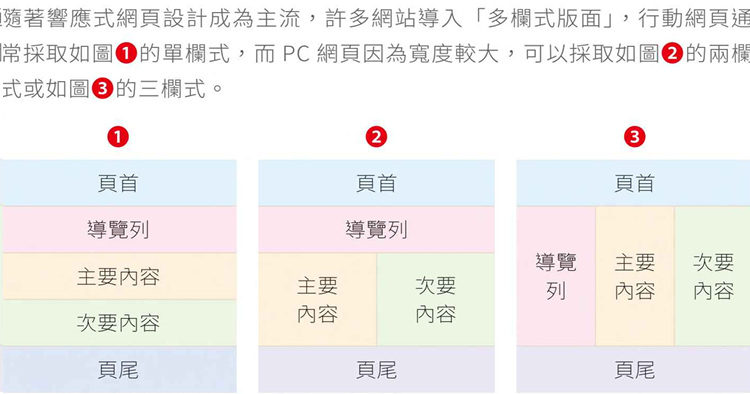 隨著響應式網頁設計成為主流，許多網站導入「多欄式版面」，行動網頁通
常採取如圖❶的單欄式，而 PC 網頁因為寬度較大，可以採取如圖❷的兩欄
式或如圖❸的三欄式。
❶
頁首
導覽列
主要內容
次要內容
頁尾
❷
頁首
導覽列
主要
內容
次要
內容
頁尾
❸
頁首
導覽
列
主要
內容
次要
內容
頁尾